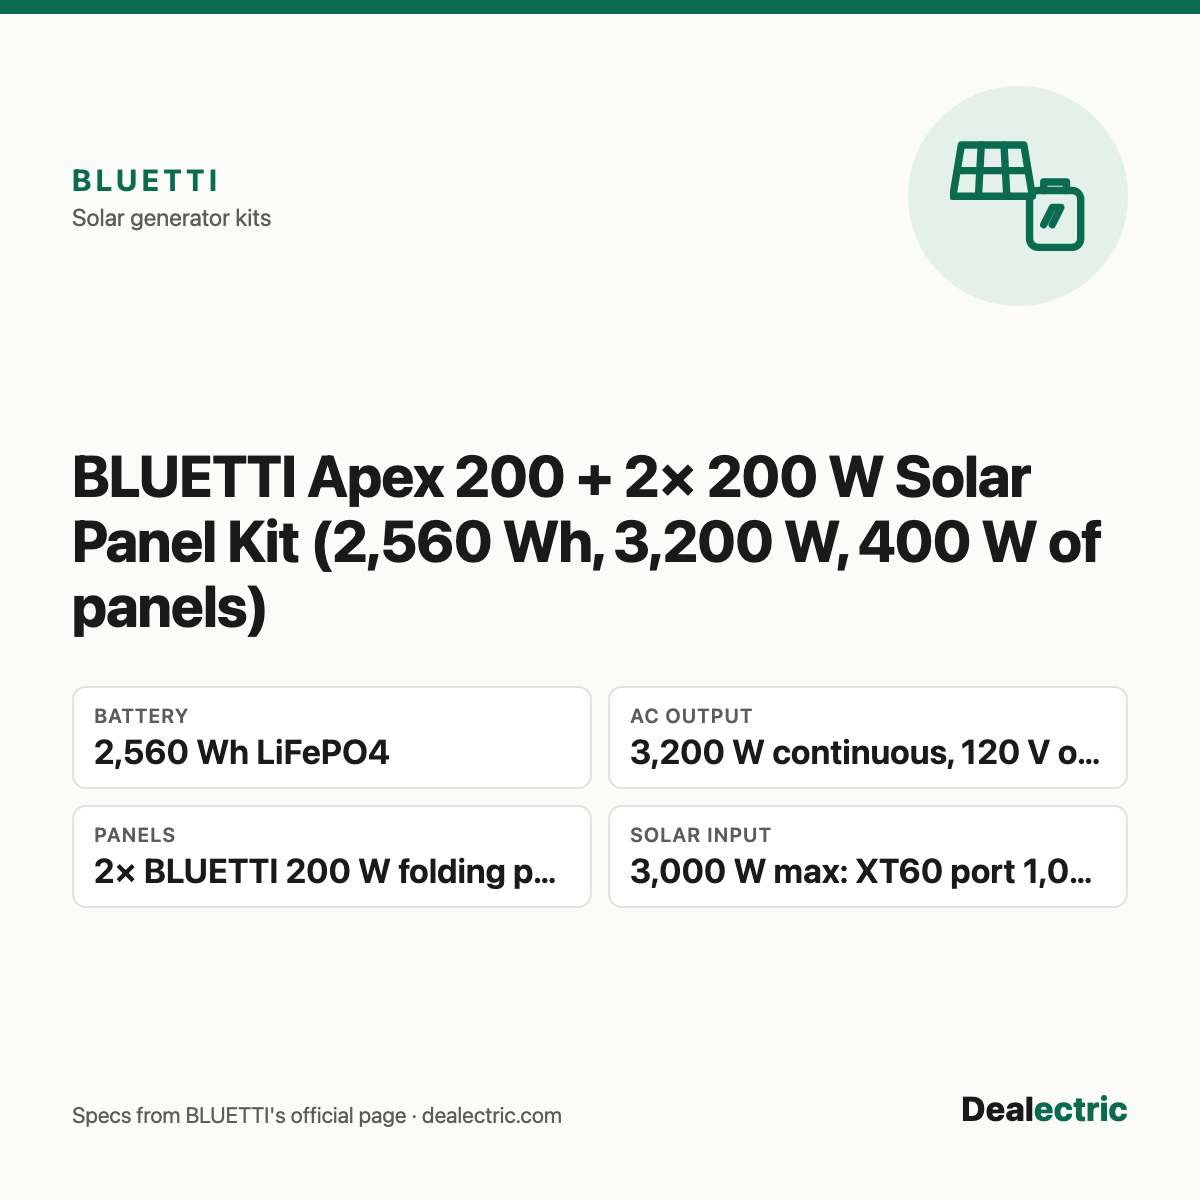 BLUETTI
Solar generator kits
BLUETTI Apex 200 + 2× 200 W Solar
Panel Kit (2,560 Wh, 3,200 W, 400 W of
panels)
BATTERY
2,560 Wh LiFePO4
AC OUTPUT
3,200 W continuous, 120 V o...
PANELS
2× BLUETTI 200 W folding p...
SOLAR INPUT
3,000 W max: XT60 port 1,0...
Specs from BLUETTI's official page · dealectric.com
Dealectric